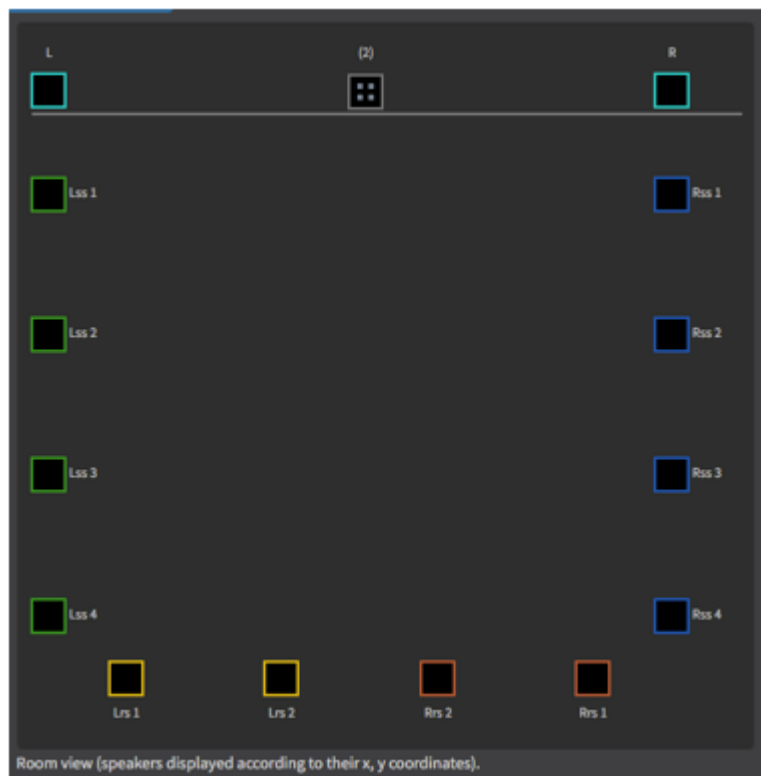 L (2) R
Lss 1 Rss 1
Lss 2 Rss 2
Lss 3 Rss 3
Lss 4 Rss 4
Lrs 1 Lrs 2 Rrs 2 Rrs 1
Room view (speakers displayed according to their x, y coordinates).